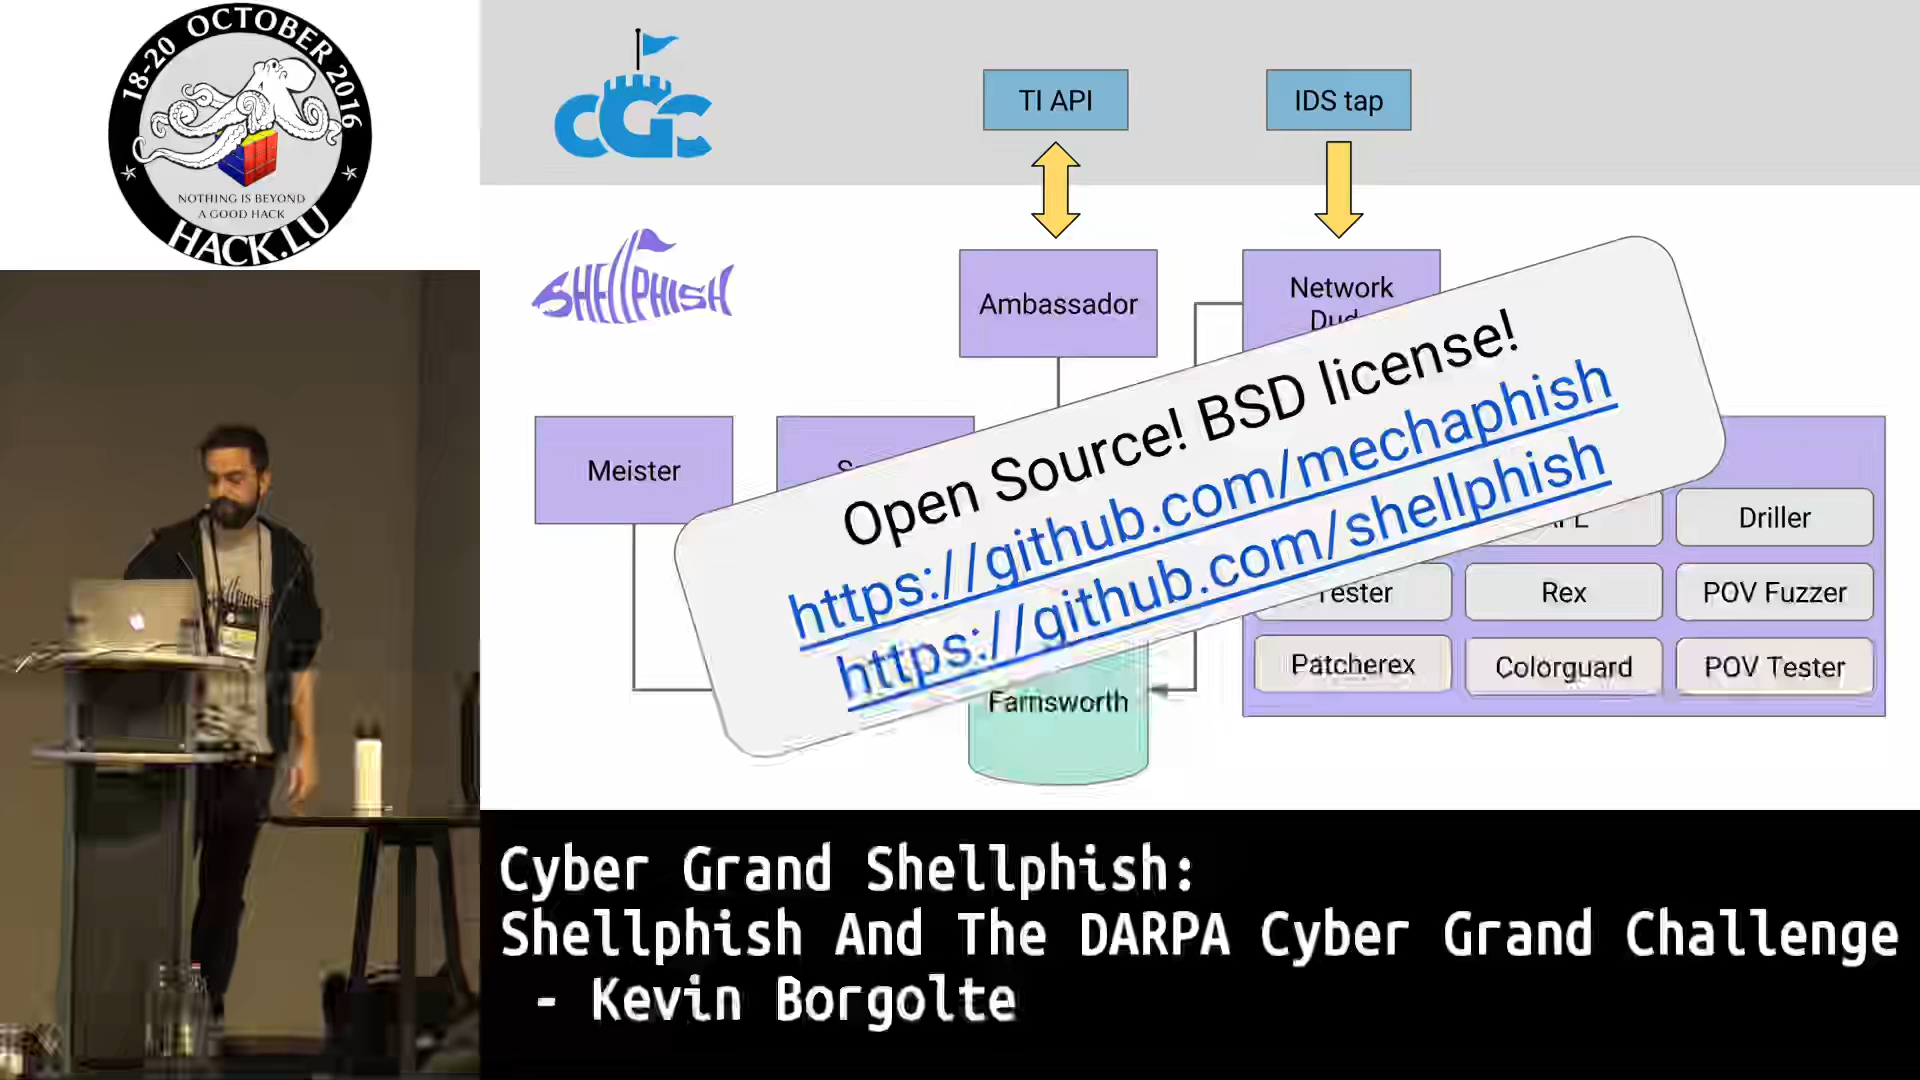 18-20 OCTOBER 2016
NOTHING IS BEYOND
A GOOD HACK
HACK.LU
CGC
TI API
IDS tap
SHELLPHISH
Ambassador
Network
Meister
Open Source! BSD license!
https://github.com/mechaphish
https://github.com/shellphish
Driller
Tester
Rex
POV Fuzzer
Patcherex
Colorguard
POV Tester
Farnsworth
Cyber Grand Shellphish:
Shellphish And The DARPA Cyber Grand Challenge
- Kevin Borgolte